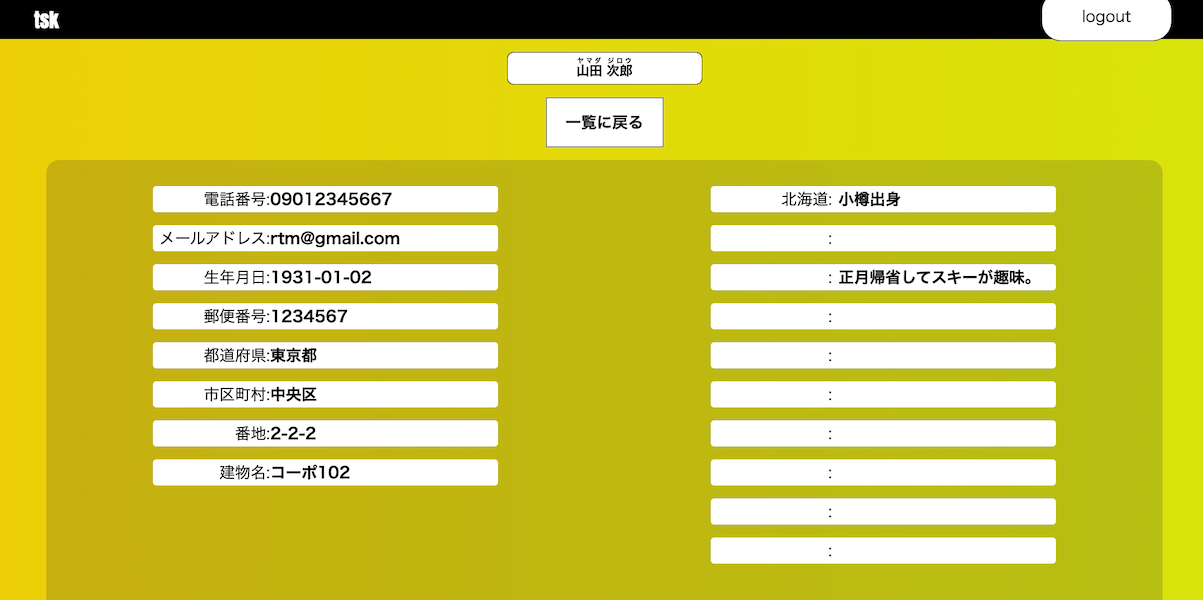 tsk
logout
ヤマダ ジロウ
山田 次郎
一覧に戻る
電話番号:09012345667
メールアドレス:rtm@gmail.com
生年月日:1931-01-02
郵便番号:1234567
都道府県:東京都
市区町村:中央区
番地:2-2-2
建物名:コーポ102
北海道: 小樽出身
:
: 正月帰省してスキーが趣味。
:
:
:
:
:
:
: